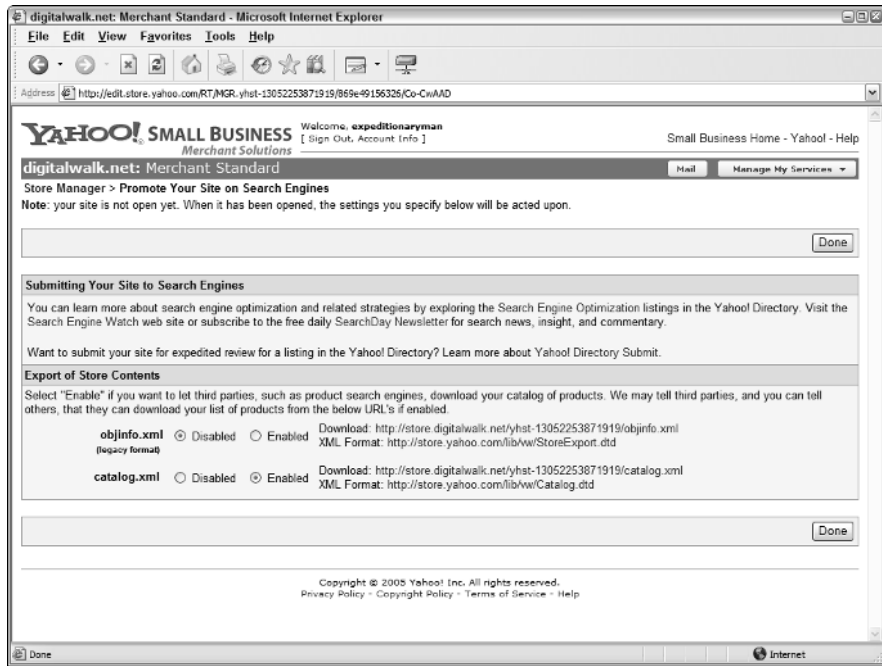 digitalwalk.net: Merchant Standard - Microsoft Internet Explorer
File Edit View Favorites Tools Help
Address http://edit.store.yahoo.com/RT/MGR.yhst-13052253871919/869e49156326/Co-CwAAD
YAHOO! SMALL BUSINESS
Merchant Solutions
Welcome, expeditionaryman
[ Sign Out, Account Info ]
Small Business Home - Yahoo! - Help
digitalwalk.net: Merchant Standard
Mail Manage My Services
Store Manager > Promote Your Site on Search Engines
Note: your site is not open yet. When it has been opened, the settings you specify below will be acted upon.
Done
Submitting Your Site to Search Engines
You can learn more about search engine optimization and related strategies by exploring the Search Engine Optimization listings in the Yahoo! Directory. Visit the
Search Engine Watch web site or subscribe to the free daily SearchDay Newsletter for search news, insight, and commentary.
Want to submit your site for expedited review for a listing in the Yahoo! Directory? Learn more about Yahoo! Directory Submit.
Export of Store Contents
Select "Enable" if you want to let third parties, such as product search engines, download your catalog of products. We may tell third parties, and you can tell
others, that they can download your list of products from the below URL's if enabled.
objinfo.xml Disabled Enabled Download: http://store.digitalwalk.net/yhst-13052253871919/objinfo.xml
(legacy format) XML Format: http://store.yahoo.com/lib/vw/StoreExport.dtd
catalog.xml Disabled Enabled Download: http://store.digitalwalk.net/yhst-13052253871919/catalog.xml
XML Format: http://store.yahoo.com/lib/vw/Catalog.dtd
Done
Copyright © 2005 Yahoo! Inc. All rights reserved.
Privacy Policy - Copyright Policy - Terms of Service - Help
Done Internet